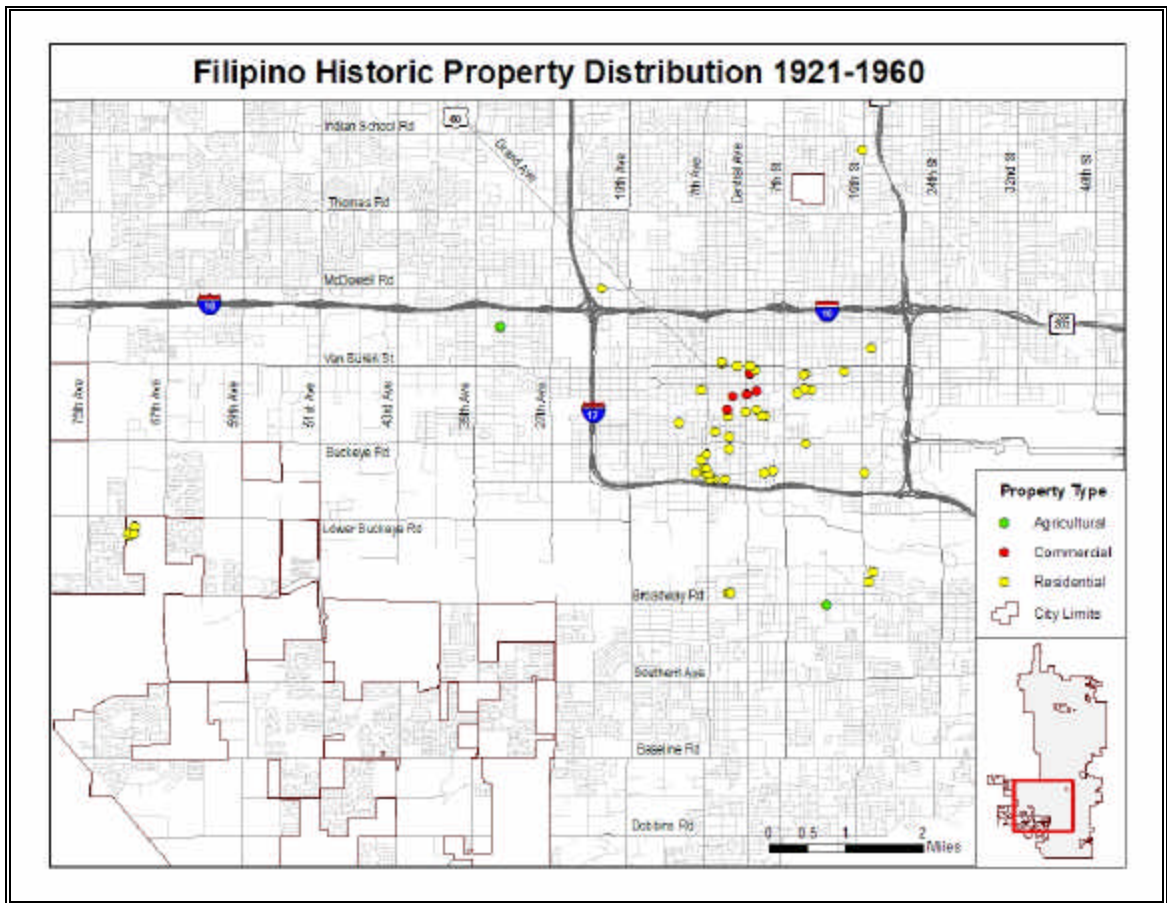 Filipino Historic Property Distribution 1921-1960
60
Indian School Rd
Grand Ave
19th Ave
7th Ave
Central Ave
7th St
16th St
24th St
32nd St
Thomas Rd
McDowell Rd
10
10
Van Buren St
75th Ave
67th Ave
59th Ave
51st Ave
43rd Ave
35th Ave
27th Ave
17
Buckeye Rd
Lower Buckeye Rd
Broadway Rd
Southern Ave
Baseline Rd
Dobbins Rd
Property Type
Agricultural
Commercial
Residential
City Limits
0 0.5 1 2
Miles